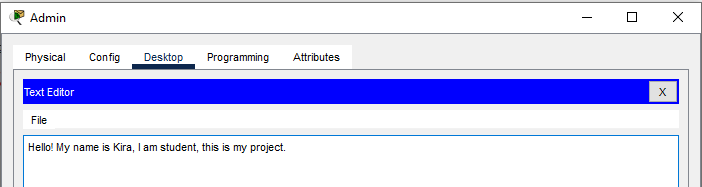 Admin
Physical Config Desktop Programming Attributes
Text Editor X
File
Hello! My name is Kira, I am student, this is my project.